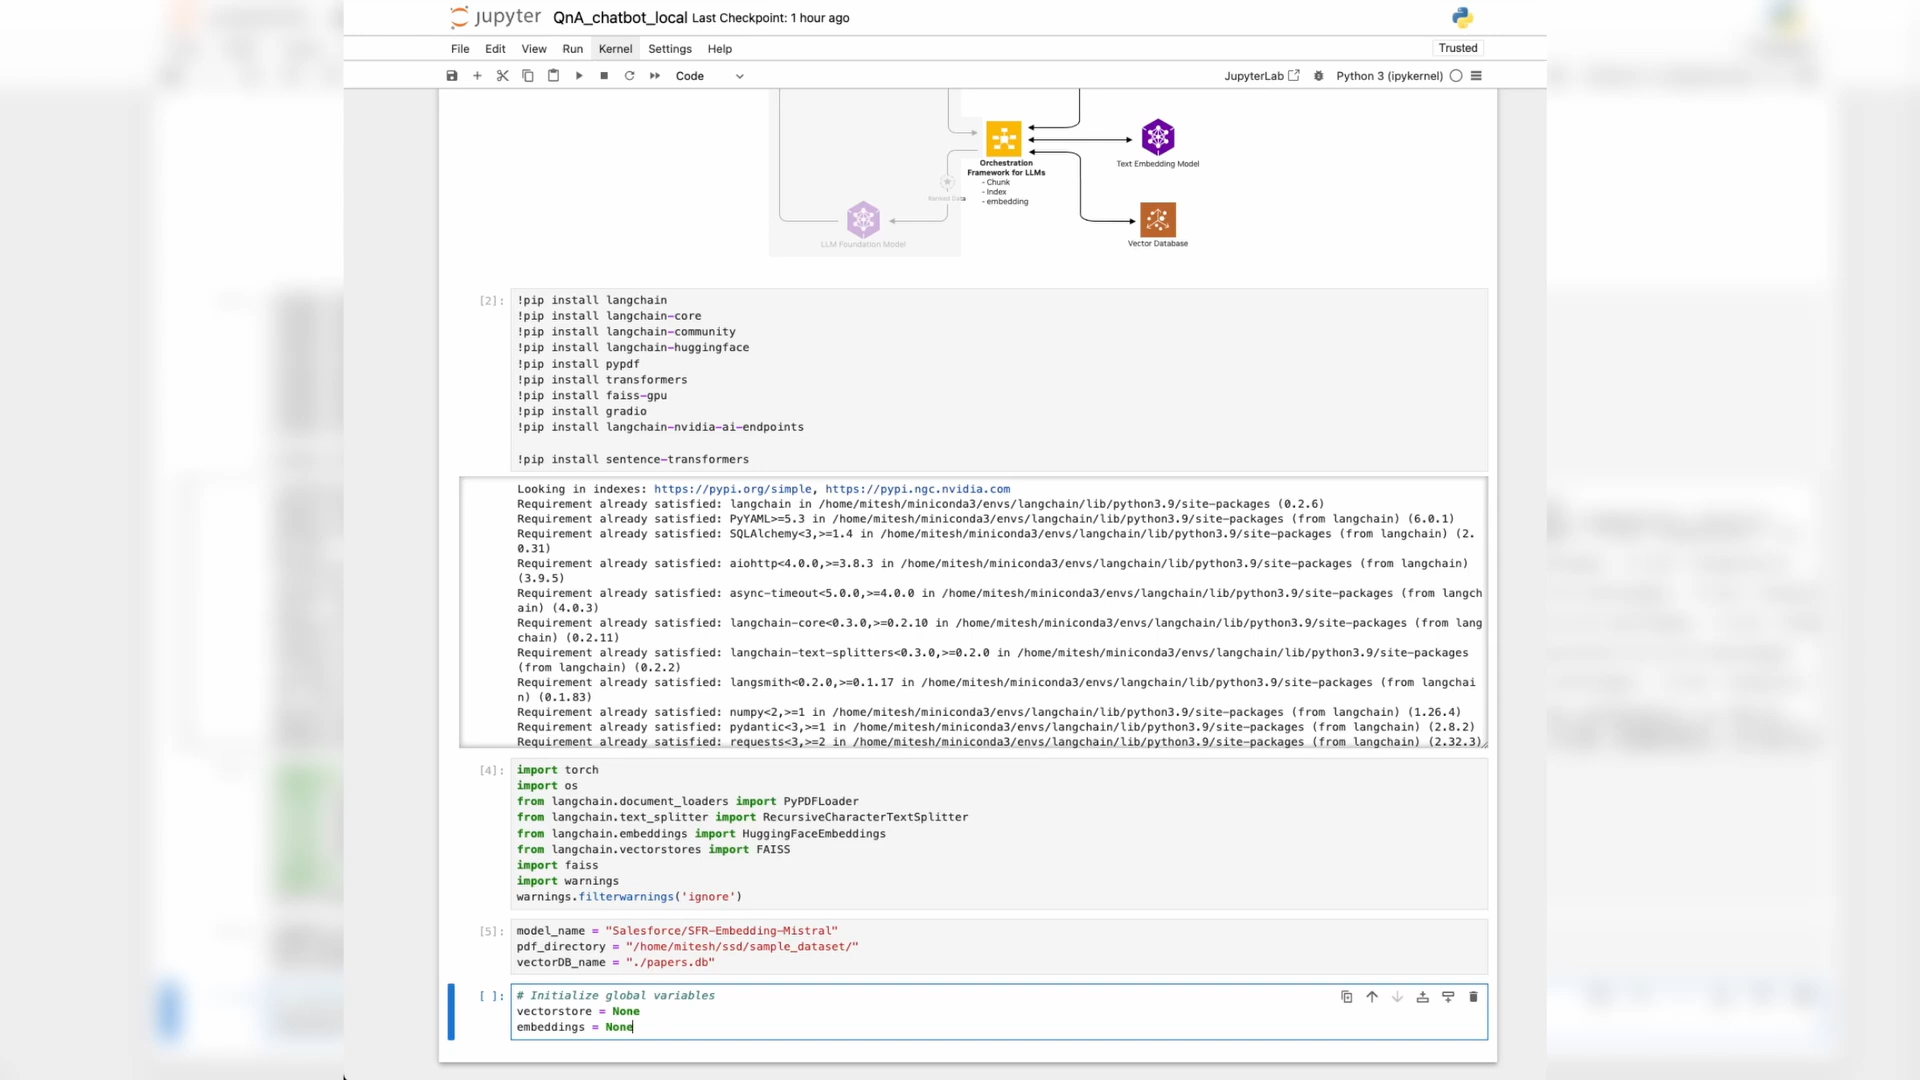 jupyter QnA_chatbot_local Last Checkpoint: 1 hour ago
File Edit View Run Kernel Settings Help
Trusted
Code
JupyterLab
Python 3 (ipykernel)
Orchestration
Framework for LLMs
- Chunk
- Index
- embedding
Text Embedding Model
Ranked Data
LLM Foundation Model
Vector Database
[2]:
!pip install langchain
!pip install langchain-core
!pip install langchain-community
!pip install langchain-huggingface
!pip install pypdf
!pip install transformers
!pip install faiss-gpu
!pip install gradio
!pip install langchain-nvidia-ai-endpoints
!pip install sentence-transformers
Looking in indexes: https://pypi.org/simple, https://pypi.ngc.nvidia.com
Requirement already satisfied: langchain in /home/mitesh/miniconda3/envs/langchain/lib/python3.9/site-packages (0.2.6)
Requirement already satisfied: PyYAML>=5.3 in /home/mitesh/miniconda3/envs/langchain/lib/python3.9/site-packages (from langchain) (6.0.1)
Requirement already satisfied: SQLAlchemy<3,>=1.4 in /home/mitesh/miniconda3/envs/langchain/lib/python3.9/site-packages (from langchain) (2.
0.31)
Requirement already satisfied: aiohttp<4.0.0,>=3.8.3 in /home/mitesh/miniconda3/envs/langchain/lib/python3.9/site-packages (from langchain)
(3.9.5)
Requirement already satisfied: async-timeout<5.0.0,>=4.0.0 in /home/mitesh/miniconda3/envs/langchain/lib/python3.9/site-packages (from langch
ain) (4.0.3)
Requirement already satisfied: langchain-core<0.3.0,>=0.2.10 in /home/mitesh/miniconda3/envs/langchain/lib/python3.9/site-packages (from lang
chain) (0.2.11)
Requirement already satisfied: langchain-text-splitters<0.3.0,>=0.2.0 in /home/mitesh/miniconda3/envs/langchain/lib/python3.9/site-packages
(from langchain) (0.2.2)
Requirement already satisfied: langsmith<0.2.0,>=0.1.17 in /home/mitesh/miniconda3/envs/langchain/lib/python3.9/site-packages (from langchai
n) (0.1.83)
Requirement already satisfied: numpy<2,>=1 in /home/mitesh/miniconda3/envs/langchain/lib/python3.9/site-packages (from langchain) (1.26.4)
Requirement already satisfied: pydantic<3,>=1 in /home/mitesh/miniconda3/envs/langchain/lib/python3.9/site-packages (from langchain) (2.8.2)
Requirement already satisfied: requests<3,>=2 in /home/mitesh/miniconda3/envs/langchain/lib/python3.9/site-packages (from langchain) (2.32.3)
[4]:
import torch
import os
from langchain.document_loaders import PyPDFLoader
from langchain.text_splitter import RecursiveCharacterTextSplitter
from langchain.embeddings import HuggingFaceEmbeddings
from langchain.vectorstores import FAISS
import faiss
import warnings
warnings.filterwarnings('ignore')
[5]:
model_name = "Salesforce/SFR-Embedding-Mistral"
pdf_directory = "/home/mitesh/ssd/sample_dataset/"
vectorDB_name = "./papers.db"
[ ]:
# Initialize global variables
vectorstore = None
embeddings = None